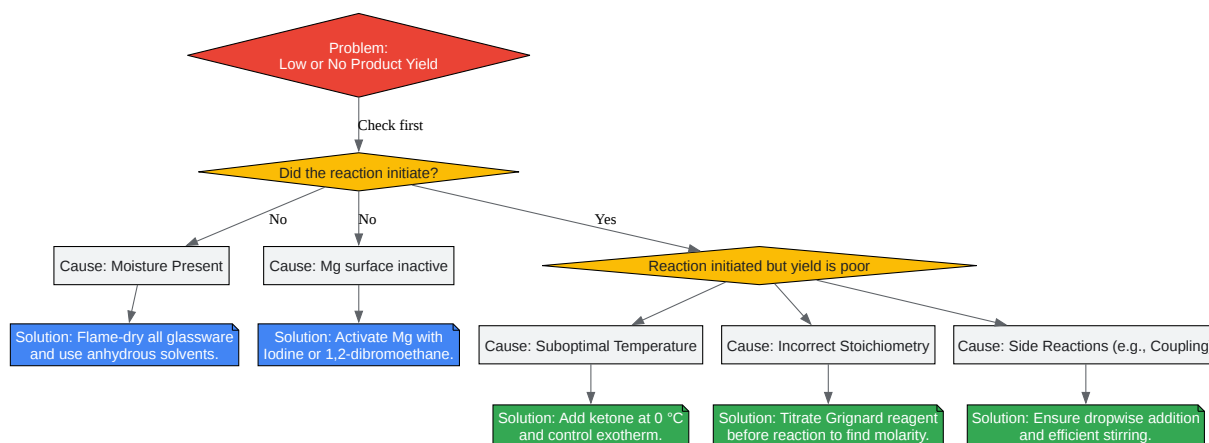 Problem:
Low or No Product Yield
Check first
Did the reaction initiate?
No
No
Yes
Cause: Moisture Present
Cause: Mg surface inactive
Reaction initiated but yield is poor
Solution: Flame-dry all glassware
and use anhydrous solvents.
Solution: Activate Mg with
Iodine or 1,2-dibromoethane.
Cause: Suboptimal Temperature
Cause: Incorrect Stoichiometry
Cause: Side Reactions (e.g., Coupling
Solution: Add ketone at 0 °C
and control exotherm.
Solution: Titrate Grignard reagent
before reaction to find molarity.
Solution: Ensure dropwise addition
and efficient stirring.